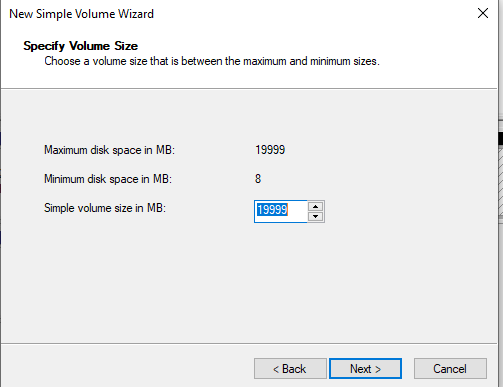 New Simple Volume Wizard
Specify Volume Size
Choose a volume size that is between the maximum and minimum sizes.
Maximum disk space in MB: 19999
Minimum disk space in MB: 8
Simple volume size in MB: 19999
< Back Next > Cancel